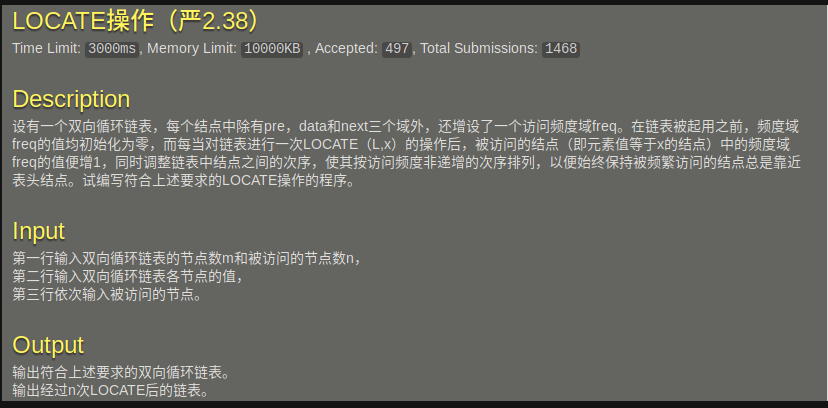 LOCATE操作（严2.38）
Time Limit: 3000ms, Memory Limit: 10000KB , Accepted: 497, Total Submissions: 1468
Description
设有一个双向循环链表，每个结点中除有pre，data和next三个域外，还增设了一个访问频度域freq。在链表被起用之前，频度域
freq的值均初始化为零，而每当对链表进行一次LOCATE（L,x）的操作后，被访问的结点（即元素值等于x的结点）中的频度域
freq的值便增1，同时调整链表中结点之间的次序，使其按访问频度非递增的次序排列，以便始终保持被频繁访问的结点总是靠近
表头结点。试编写符合上述要求的LOCATE操作的程序。
Input
第一行输入双向循环链表的节点数m和被访问的节点数n，
第二行输入双向循环链表各节点的值，
第三行依次输入被访问的节点。
Output
输出符合上述要求的双向循环链表。
输出经过n次LOCATE后的链表。